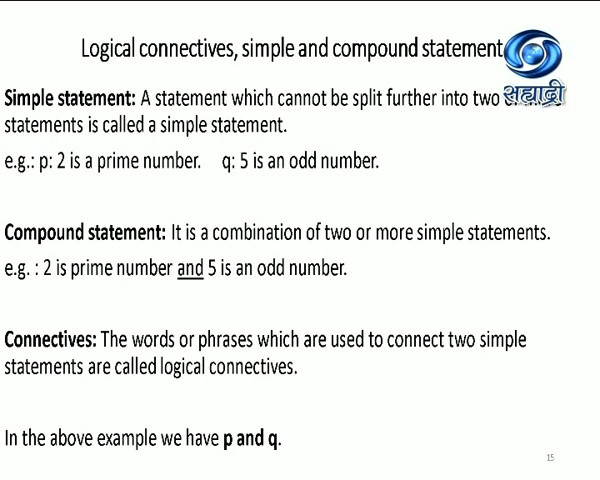 Logical connectives, simple and compound statement
Simple statement: A statement which cannot be split further into two
सह्याद्री
statements is called a simple statement.
e.g.: p: 2 is a prime number. q: 5 is an odd number.
Compound statement: It is a combination of two or more simple statements.
e.g. : 2 is prime number and 5 is an odd number.
Connectives: The words or phrases which are used to connect two simple
statements are called logical connectives.
In the above example we have p and q.
15